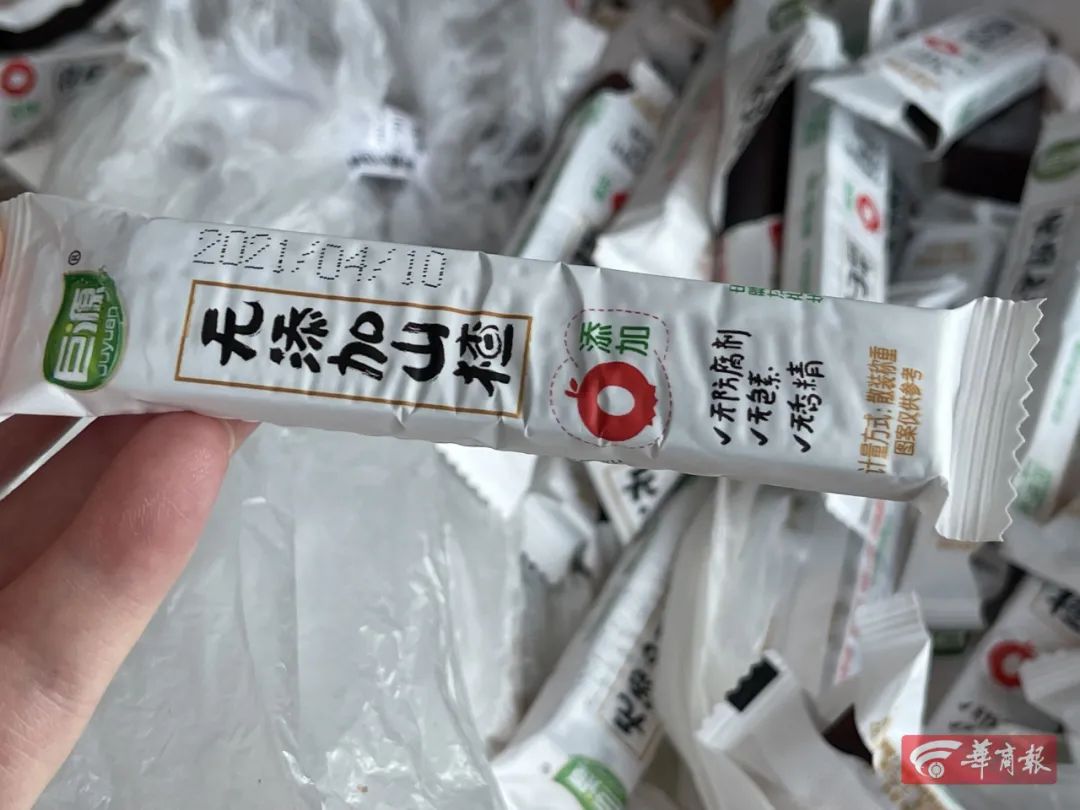 2021/04/10
®
巨源
Juyuan
无添加山楂
添加
0
✓无防腐剂
✓无色素
✓无香精
计量方式:散装称重
图案仅供参考
華商報